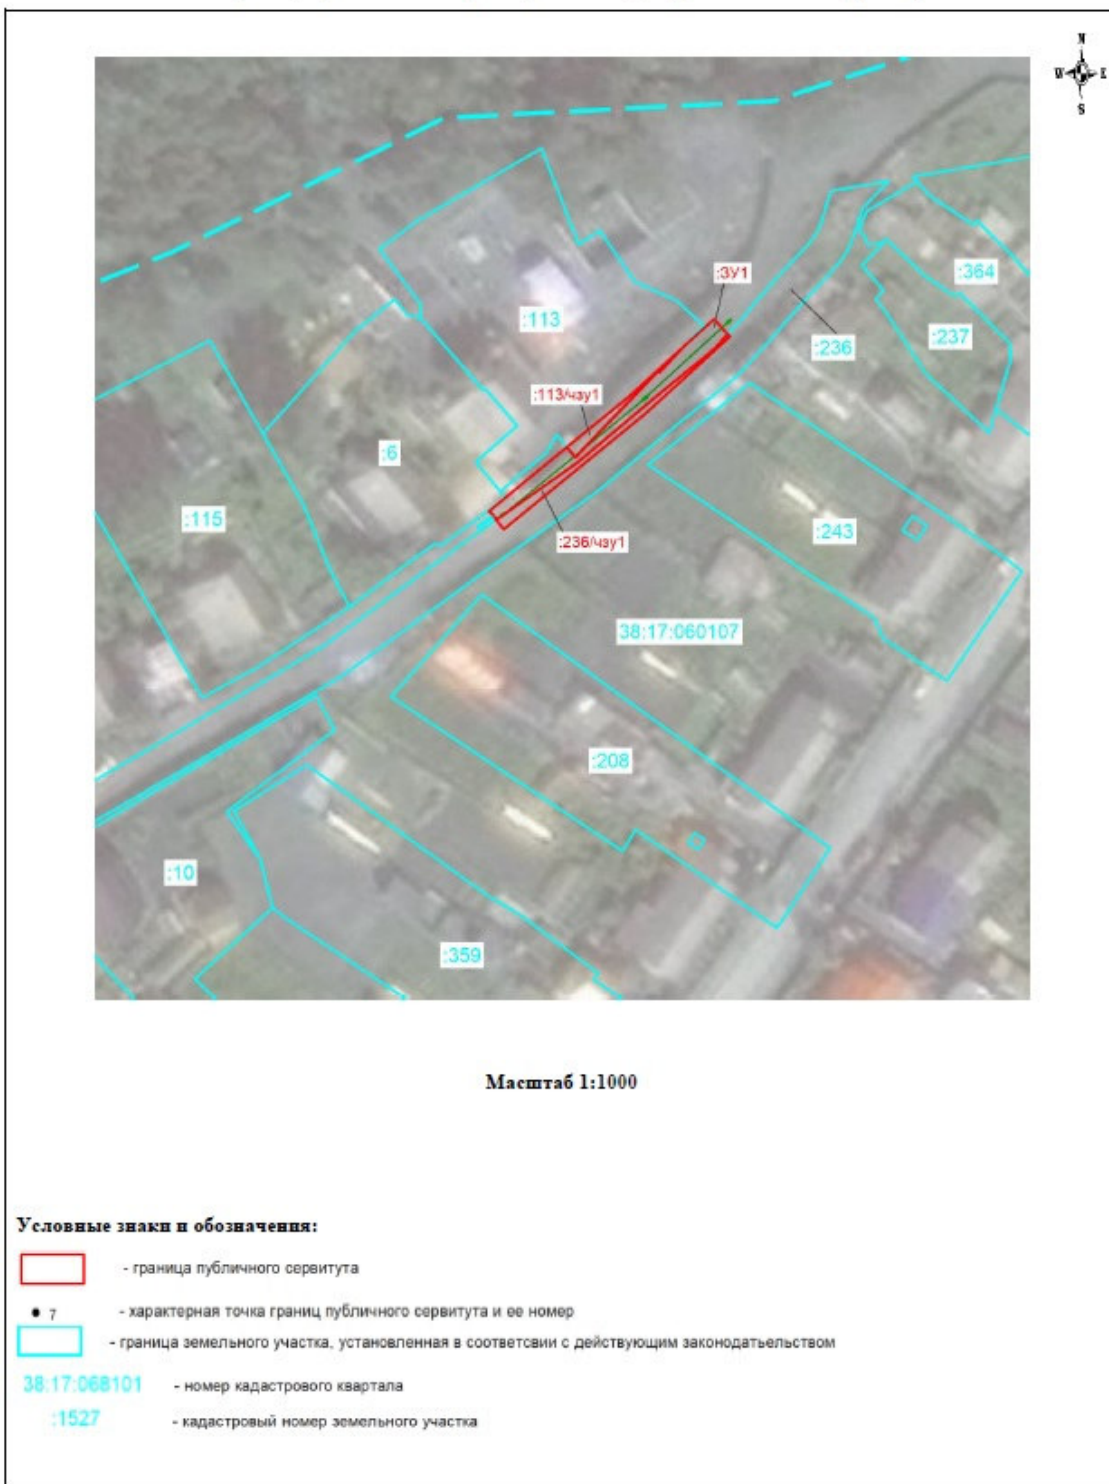 N
W E
S
:ЗУ1
:364
:113
:237
:236
:113/чзу1
:6
:115
:243
:236/чзу1
38:17:060107
:208
:10
:359
Масштаб 1:1000
Условные знаки и обозначения:
- граница публичного сервитута
7 - характерная точка границ публичного сервитута и ее номер
- граница земельного участка, установленная в соответсвии с действующим законодатьельством
38:17:068101 - номер кадастрового квартала
:1527 - кадастровый номер земельного участка